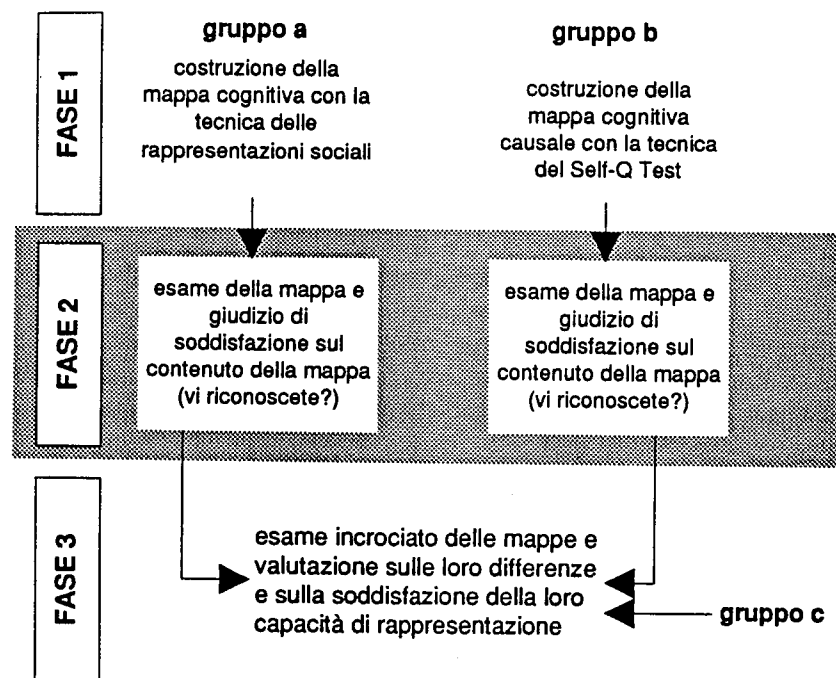 FASE 1
gruppo a
costruzione della
mappa cognitiva con la
tecnica delle
rappresentazioni sociali
gruppo b
costruzione della
mappa cognitiva
causale con la tecnica
del Self-Q Test
FASE 2
esame della mappa e
giudizio di
soddisfazione sul
contenuto della mappa
(vi riconoscete?)
esame della mappa e
giudizio di
soddisfazione sul
contenuto della mappa
(vi riconoscete?)
FASE 3
esame incrociato delle mappe e
valutazione sulle loro differenze
e sulla soddisfazione della loro
capacità di rappresentazione
gruppo c